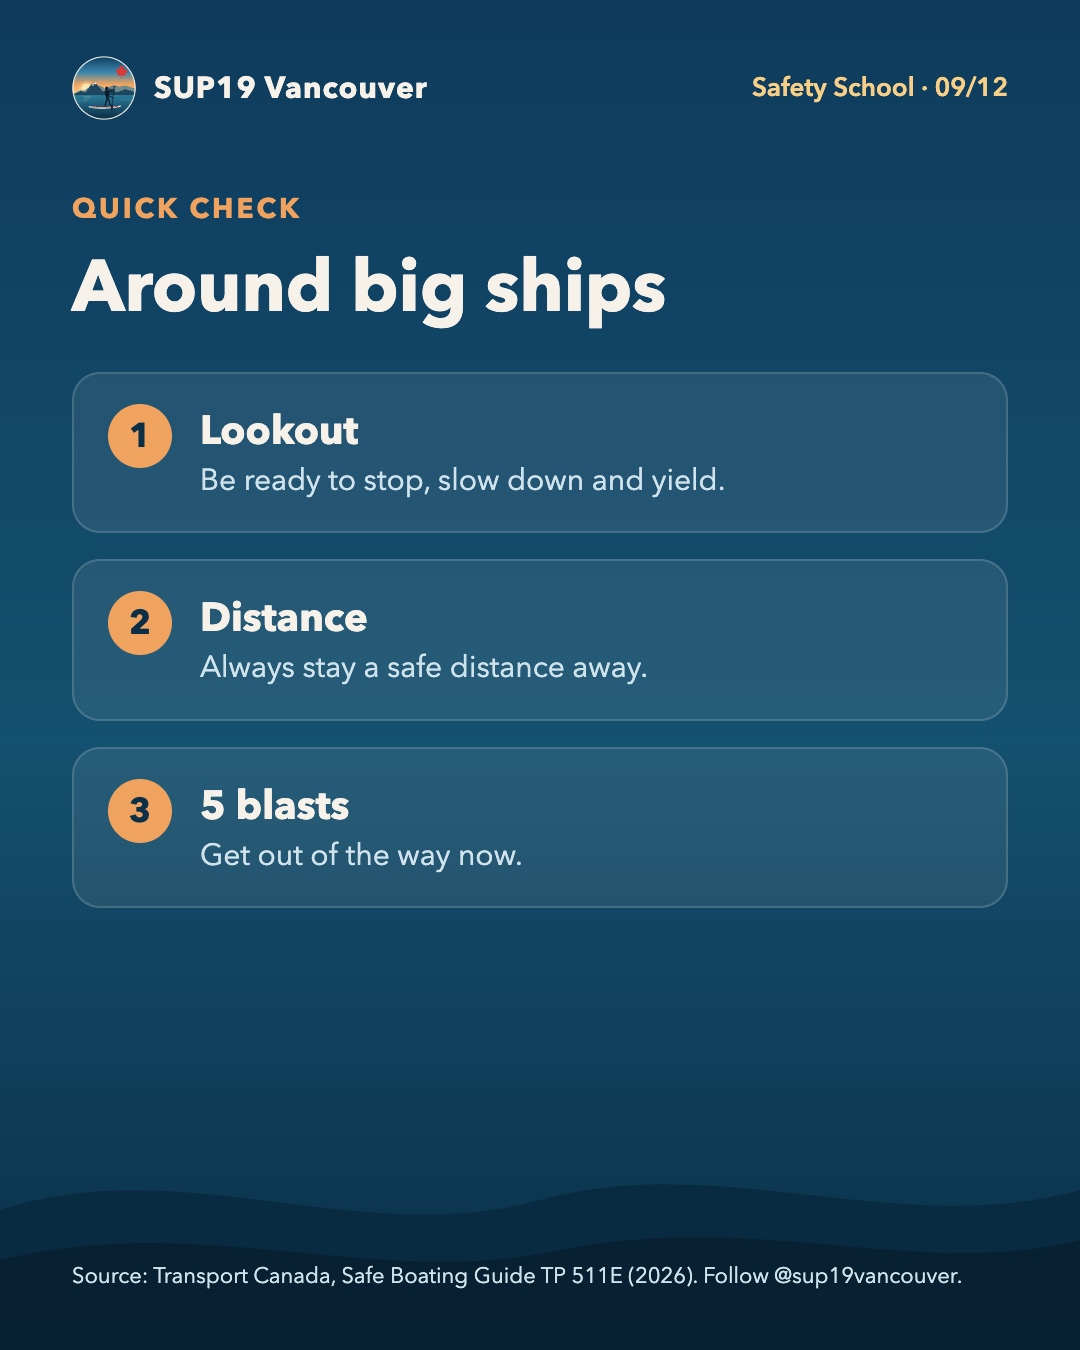 SUP19 Vancouver
Safety School · 09/12
QUICK CHECK
Around big ships
1
Lookout
Be ready to stop, slow down and yield.
2
Distance
Always stay a safe distance away.
3
5 blasts
Get out of the way now.
Source: Transport Canada, Safe Boating Guide TP 511E (2026). Follow @sup19vancouver.